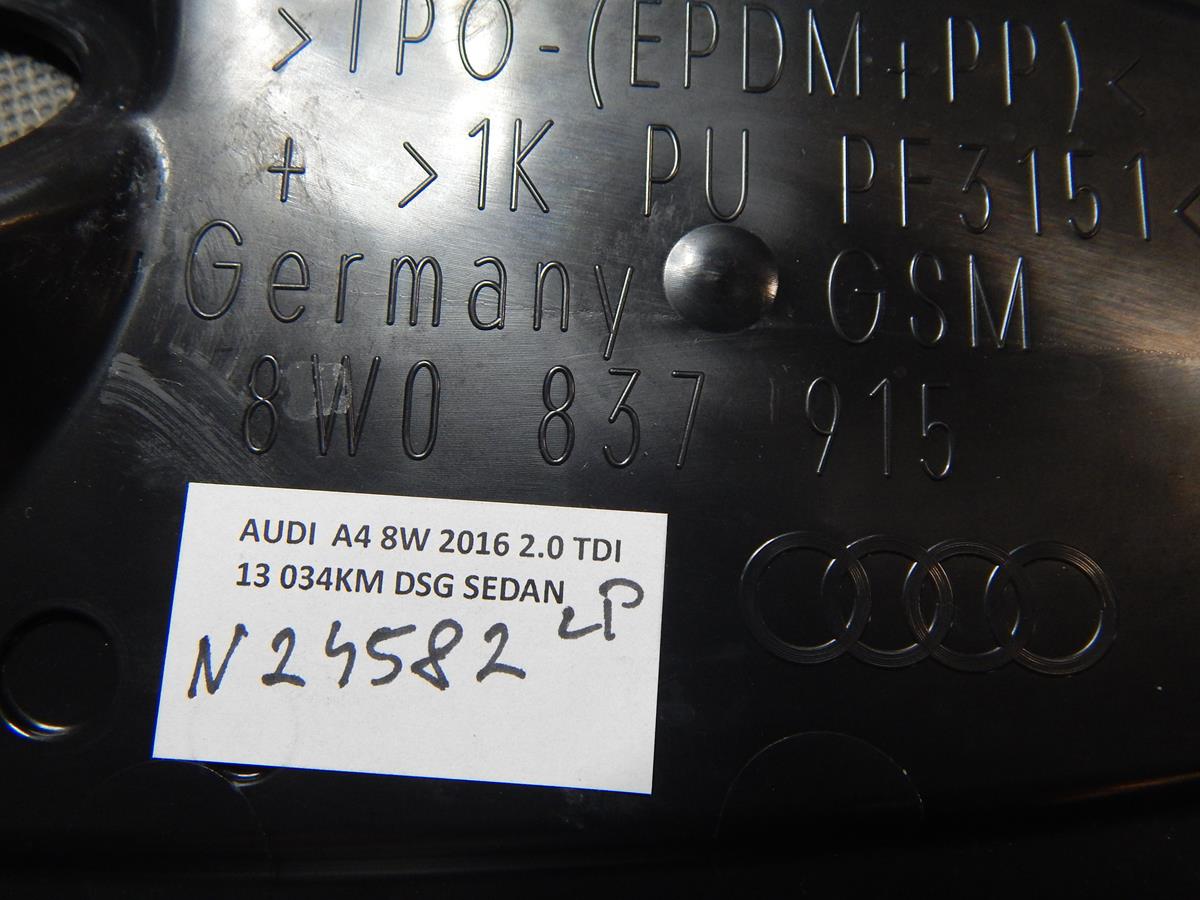 >TPO-(EPDM+PP)<
+ >1K PU PF3151<
Germany GSM
8W0 837 915
AUDI A4 8W 2016 2.0 TDI
13 034KM DSG SEDAN
LP
N24582